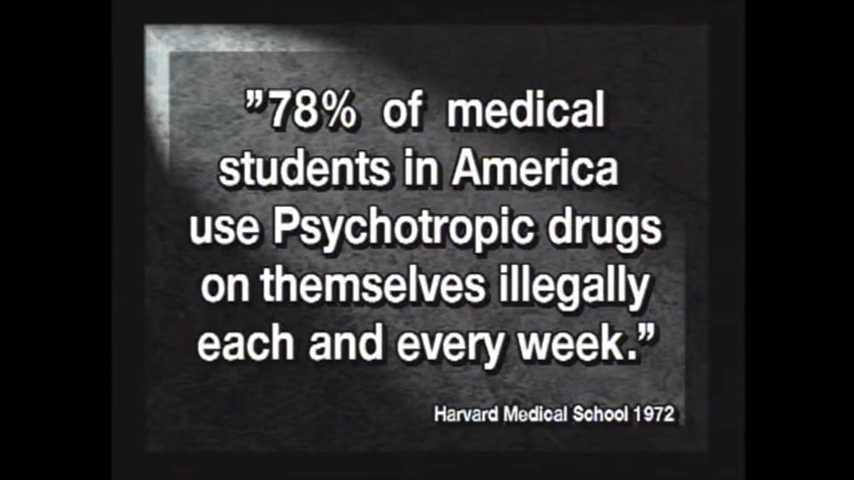 ”78% of medical
students in America
use Psychotropic drugs
on themselves illegally
each and every week.”
Harvard Medical School 1972